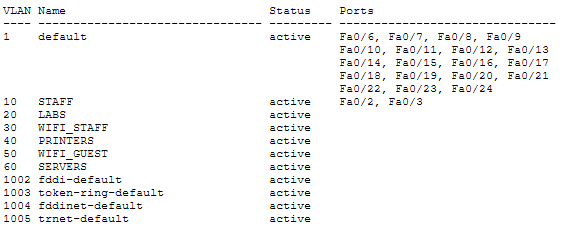 VLAN Name                             Status    Ports
---- -------------------------------- --------- -------------------------------
1    default                          active    Fa0/6, Fa0/7, Fa0/8, Fa0/9
                                                Fa0/10, Fa0/11, Fa0/12, Fa0/13
                                                Fa0/14, Fa0/15, Fa0/16, Fa0/17
                                                Fa0/18, Fa0/19, Fa0/20, Fa0/21
                                                Fa0/22, Fa0/23, Fa0/24
10   STAFF                            active    Fa0/2, Fa0/3
20   LABS                             active
30   WIFI_STAFF                       active
40   PRINTERS                         active
50   WIFI_GUEST                       active
60   SERVERS                          active
1002 fddi-default                     active
1003 token-ring-default               active
1004 fddinet-default                  active
1005 trnet-default                    active